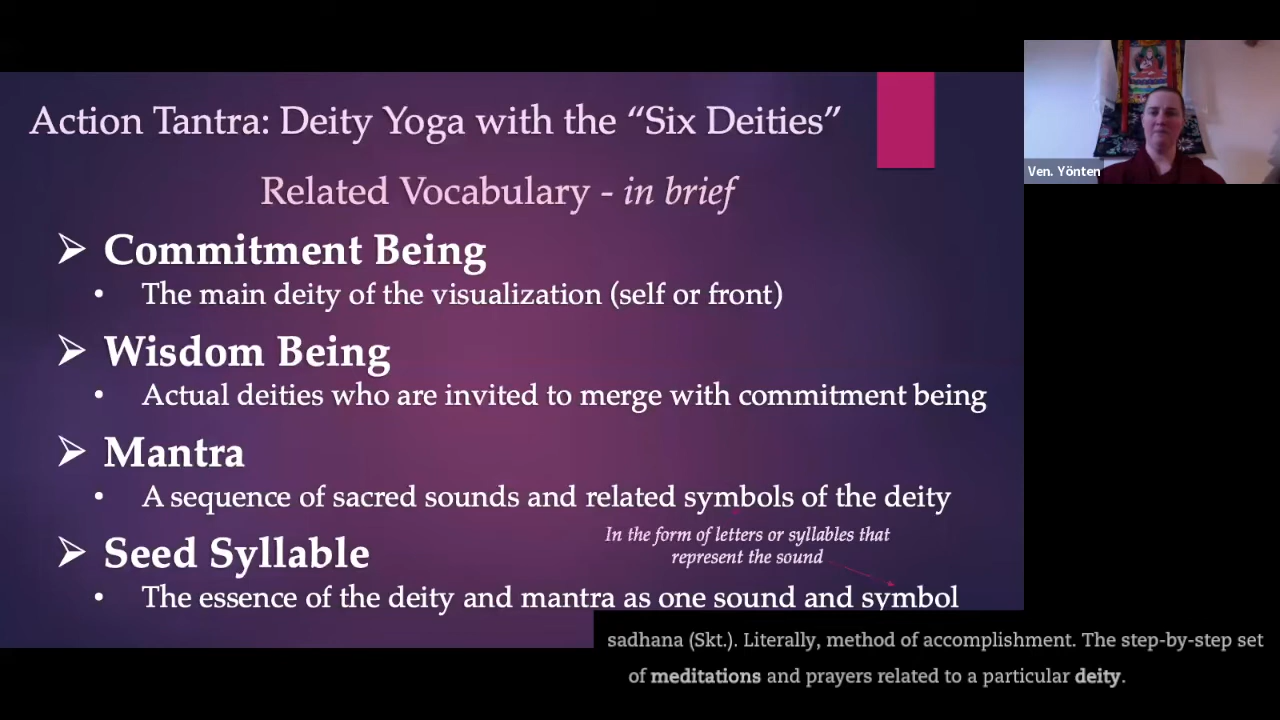 Action Tantra: Deity Yoga with the “Six Deities”
Related Vocabulary - in brief
Commitment Being
The main deity of the visualization (self or front)
Wisdom Being
Actual deities who are invited to merge with commitment being
Mantra
A sequence of sacred sounds and related symbols of the deity
In the form of letters or syllables that
represent the sound
Seed Syllable
The essence of the deity and mantra as one sound and symbol
sadhana (Skt.). Literally, method of accomplishment. The step-by-step set
of meditations and prayers related to a particular deity.
Ven. Yönten